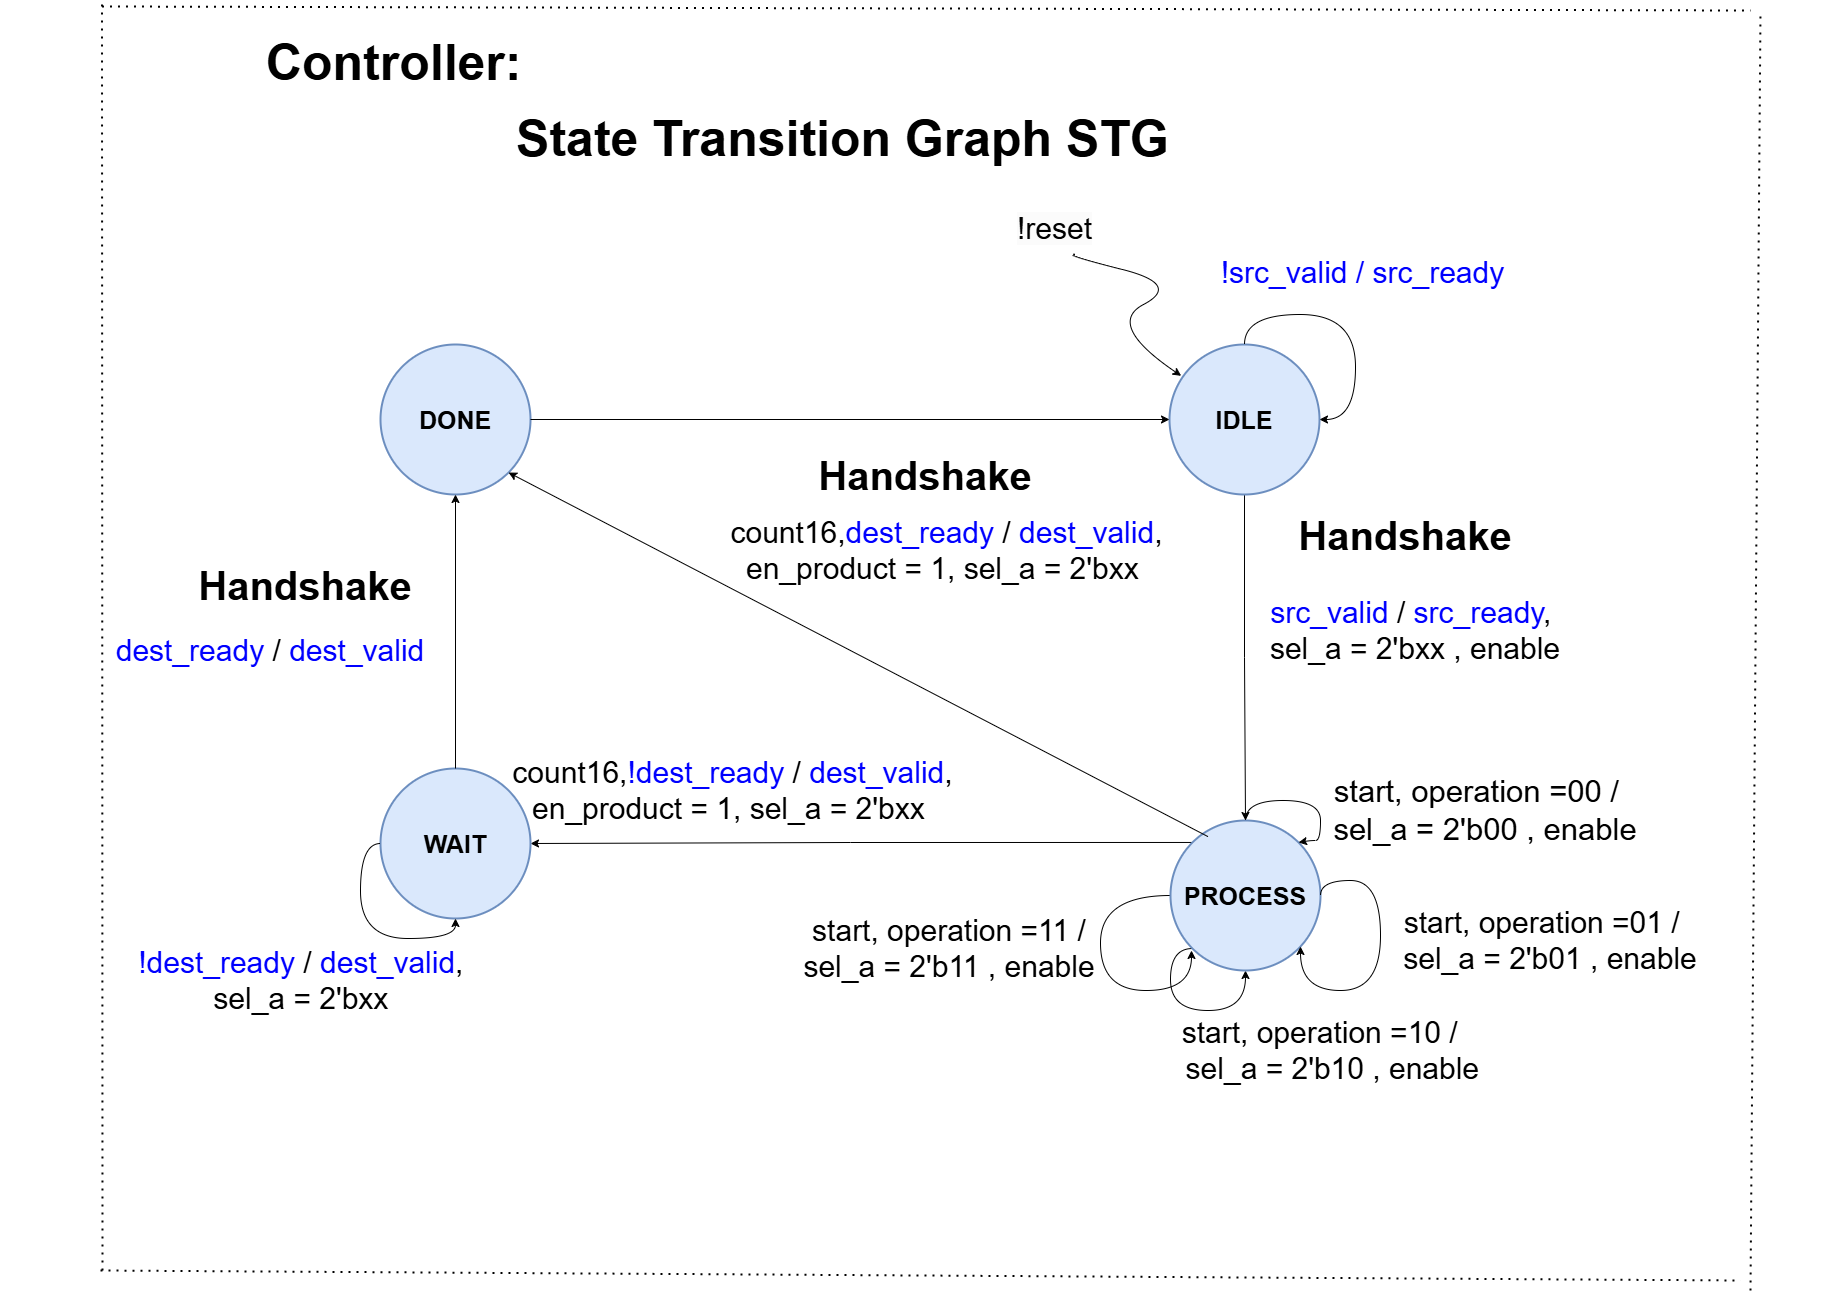 Controller:
State Transition Graph STG
!reset
!src_valid / src_ready
DONE
IDLE
Handshake
count16,dest_ready / dest_valid,
en_product = 1, sel_a = 2'bxx
Handshake
src_valid / src_ready,
sel_a = 2'bxx , enable
Handshake
dest_ready / dest_valid
count16,!dest_ready / dest_valid,
en_product = 1, sel_a = 2'bxx
WAIT
!dest_ready / dest_valid,
sel_a = 2'bxx
start, operation =00 /
sel_a = 2'b00 , enable
PROCESS
start, operation =01 /
sel_a = 2'b01 , enable
start, operation =11 /
sel_a = 2'b11 , enable
start, operation =10 /
sel_a = 2'b10 , enable